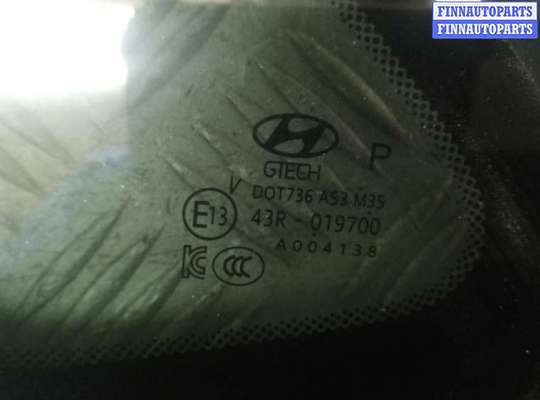 FINNAUTOPARTS
FINNAUTOPARTS
P
GTECH
V DOT736 AS3 M35
E13 43R - 019700
A004138